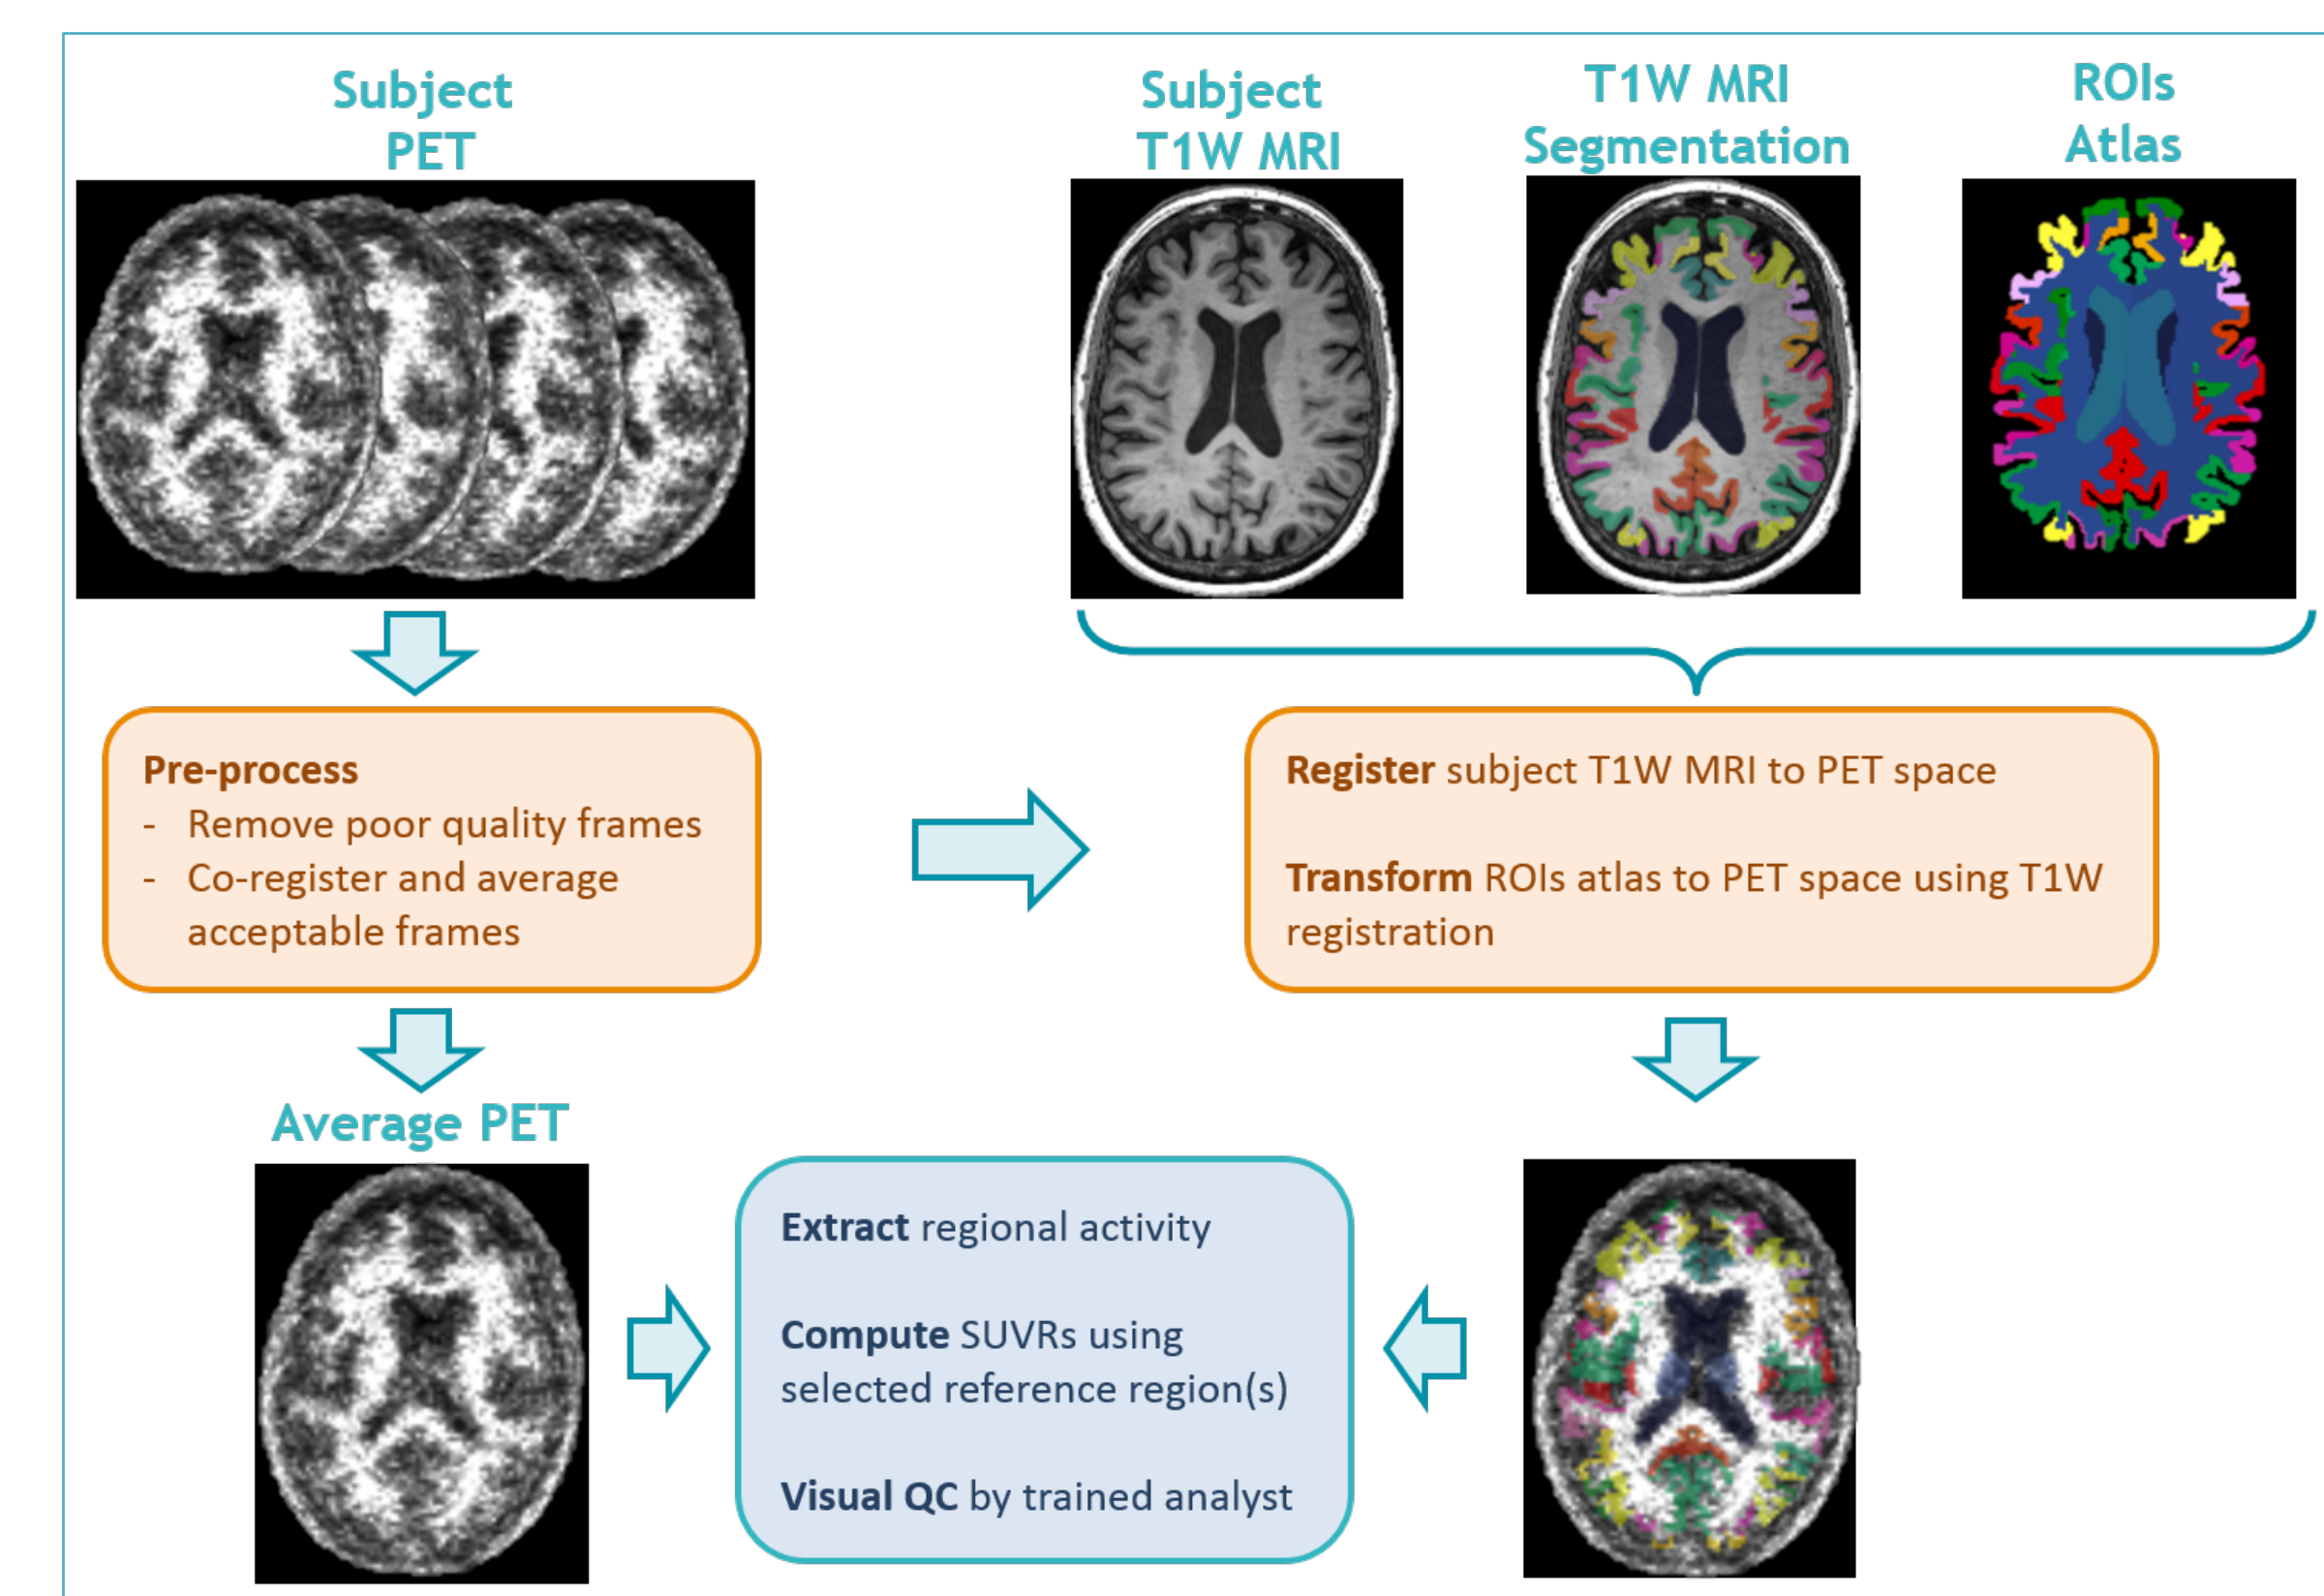 Subject
PET
Subject
T1W MRI
T1W MRI
Segmentation
ROIs
Atlas
Pre-process
- Remove poor quality frames
- Co-register and average
acceptable frames
Register subject T1W MRI to PET space
Transform ROIs atlas to PET space using T1W
registration
Average PET
Extract regional activity
Compute SUVRs using
selected reference region(s)
Visual QC by trained analyst